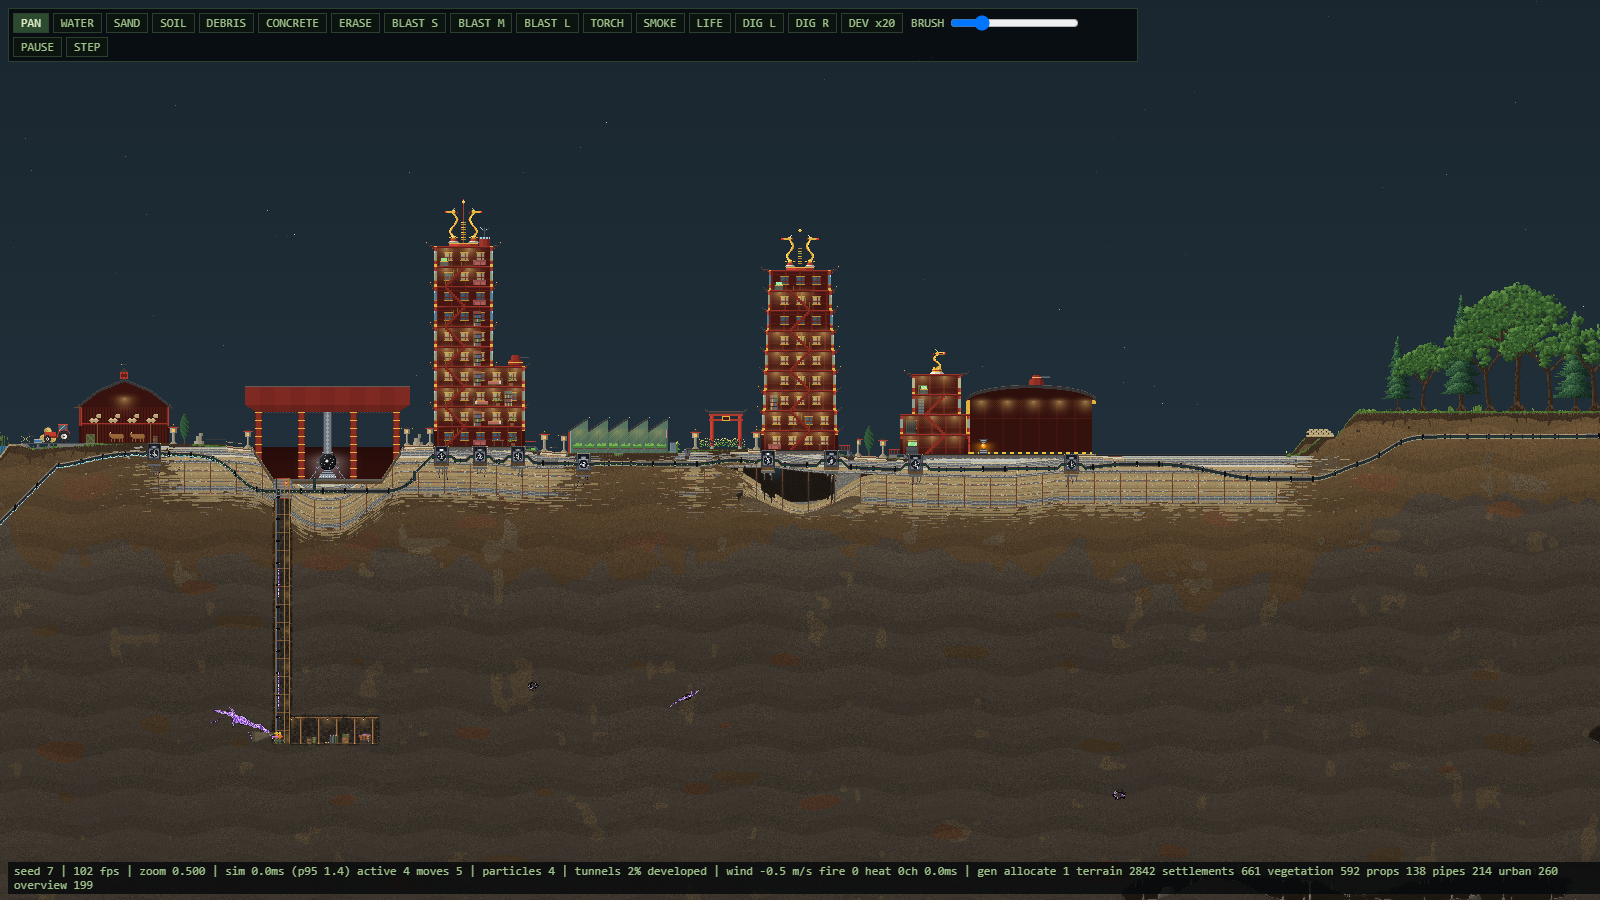 PAN WATER SAND SOIL DEBRIS CONCRETE ERASE BLAST S BLAST M BLAST L TORCH SMOKE LIFE DIG L DIG R DEV x20 BRUSH
PAUSE STEP
seed 7 | 102 fps | zoom 0.500 | sim 0.0ms (p95 1.4) active 4 moves 5 | particles 4 | tunnels 2% developed | wind -0.5 m/s fire 0 heat 0ch 0.0ms | gen allocate 1 terrain 2842 settlements 661 vegetation 592 props 138 pipes 214 urban 260
overview 199